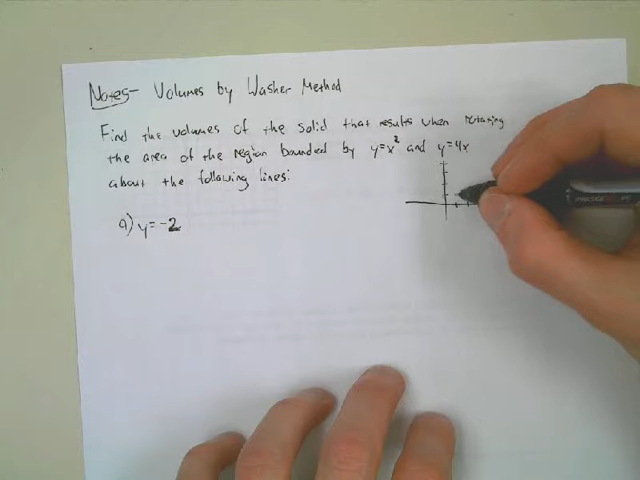 Notes- Volumes by Washer Method
Find the volumes of the solid that results when rotating
the area of the region bounded by y=x² and y=4x
about the following lines:
a) y=-2